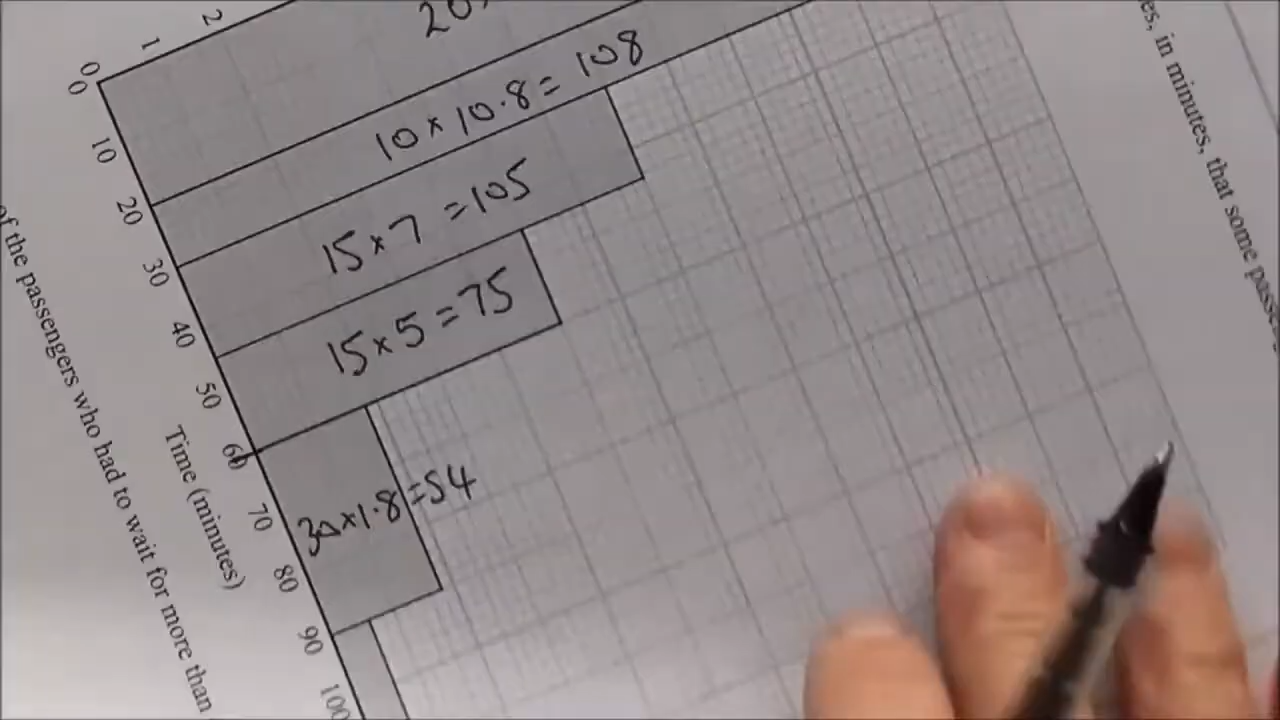 2
1
0
0
10
20
30
40
50
60
70
80
90
100
10 × 10.8 = 108
15 × 7 = 105
15 × 5 = 75
30 × 1.8 = 54
Time (minutes)
of the passengers who had to wait for more than
in minutes, that some